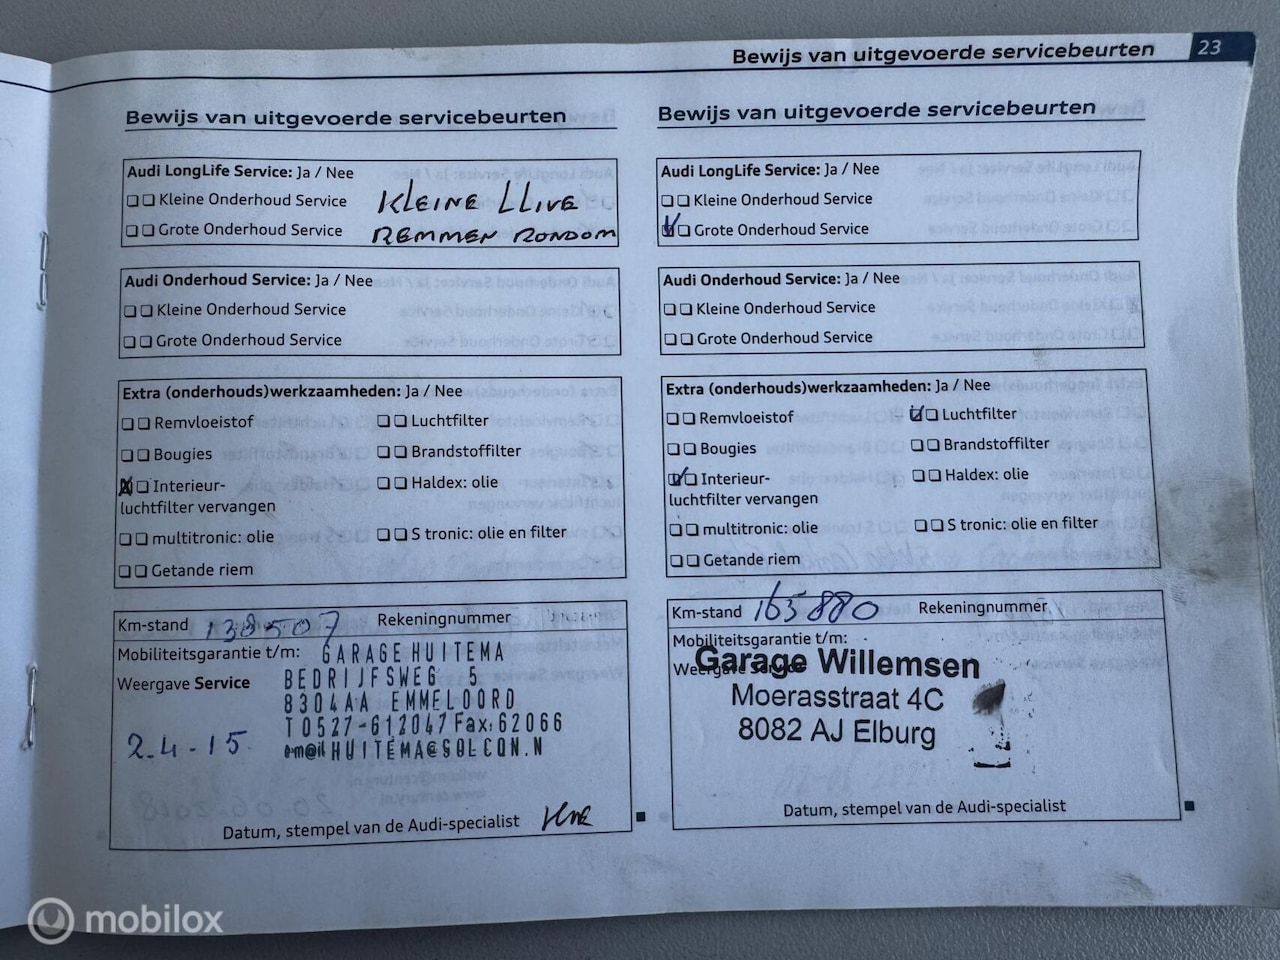 Bewijs van uitgevoerde servicebeurten 23
Bewijs van uitgevoerde servicebeurten
Audi LongLife Service: Ja / Nee
Kleine Onderhoud Service
Grote Onderhoud Service
KLEINE LLIVE
REMMEN RONDOM
Audi Onderhoud Service: Ja / Nee
Kleine Onderhoud Service
Grote Onderhoud Service
Extra (onderhouds)werkzaamheden: Ja / Nee
Remvloeistof Luchtfilter
Bougies Brandstoffilter
Interieur- Haldex: olie
luchtfilter vervangen
multitronic: olie S tronic: olie en filter
Getande riem
Km-stand 138507 Rekeningnummer
Mobiliteitsgarantie t/m: GARAGE HUITEMA
Weergave Service BEDRIJFSWEG 5
8304AA EMMELOORD
T 0527-612047 Fax: 62066
2-4-15 e-m@il HUITEMA@SOLCON.N
Datum, stempel van de Audi-specialist
Bewijs van uitgevoerde servicebeurten
Audi LongLife Service: Ja / Nee
Kleine Onderhoud Service
Grote Onderhoud Service
Audi Onderhoud Service: Ja / Nee
Kleine Onderhoud Service
Grote Onderhoud Service
Extra (onderhouds)werkzaamheden: Ja / Nee
Remvloeistof Luchtfilter
Bougies Brandstoffilter
Interieur- Haldex: olie
luchtfilter vervangen
multitronic: olie S tronic: olie en filter
Getande riem
Km-stand 165880 Rekeningnummer
Mobiliteitsgarantie t/m:
Weergave Service
Garage Willemsen
Moerasstraat 4C
8082 AJ Elburg
Datum, stempel van de Audi-specialist
mobilox